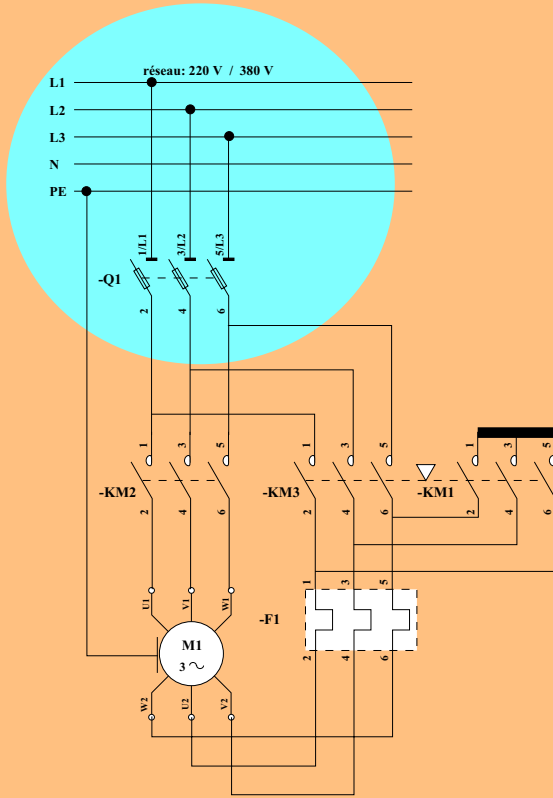 réseau: 220 V / 380 V
L1
L2
L3
N
PE
1/L1 3/L2 5/L3
-Q1
2 4 6
1 3 5 1 3 5 1 3 5
-KM2 -KM3 -KM1
2 4 6 2 4 6 2 4 6
1 3 5
U1 V1 W1
-F1
M1
3
2 4 6
W2 U2 V2